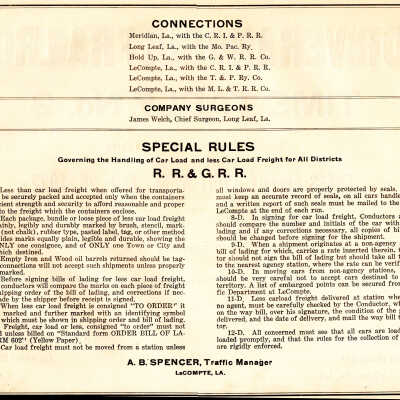 CONNECTIONS
Meridian, La., with the C. R. I. & P. R. R.
Long Leaf, La., with the Mo. Pac. Ry.
Hold Up, La., with the G. & W. R. R. Co.
LeCompte, La., with the C. R. I. & P. R. R.
LeCompte, La., with the T. & P. Ry. Co.
LeCompte, La., with the M. L. & T. R. R. Co.
COMPANY SURGEONS
James Welch, Chief Surgeon, Long Leaf, La.
SPECIAL RULES
Governing the Handling of Car Load and less Car Load Freight for All Districts
R. R. & G. R. R.
Less than car load freight when offered for transporta-
be securely packed and accepted only when the containers
cient strength and security to afford reasonable and proper
to the freight which the containers enclose.
Each package, bundle or loose piece of less car load freight
ainly, legibly and durably marked by brush, stencil, mark-
(not chalk), rubber type, pasted label, tag, or other method
ides marks equally plain, legible and durable, showing the
NLY one consignee, and of ONLY one Town or City and
which destined.
Empty Iron and Wood oil barrels returned should be tag-
connections will not accept such shipments unless properly
marked.
Before signing bills of lading for less car load freight,
conductors will compare the marks on each piece of freight
shipping order and bill of lading, and corrections if nec-
ade by the shipper before receipt is signed.
When less car load freight is consigned "TO ORDER" it
marked and further marked with an identifying symbol
which must be shown in shipping order and bill of lading.
Freight, car load or less, consigned "to order" must not
d unless billed on "Standard form ORDER BILL OF LA-
RM 602" (Yellow Paper)
Car load freight must not be moved from a station unless
all windows and doors are properly protected by seals.
must keep an accurate record of seals, on all cars handl
and a written report of such seals must be mailed to the
LeCompte at the end of each run.
8-D. In signing for car load freight, Conductors a
should compare the number and initials of the car with
lading and if any corrections necessary, all copies of bi
should be changed before signing for the shipment.
9-D. When a shipment originates at a non-agency
bill of lading for which, carries a rate inserted therein, t
tor should not sign the bill of lading but should take all
to the nearest agency station, where the rate can be verifi
10-D. In moving cars from non-agency stations,
should be very careful not to accept cars destined to
territory. A list of embargoed points can be secured from
fic Department at LeCompte.
11-D. Less carload freight delivered at station whe
no agent, must be carefully checked by the Conductor, wh
on the way bill, over his signature, the condition of the
delivered, and the date of delivery, and mail the way bill
tor.
12-D. All concerned must see that all cars are load
loaded promptly, and that the rules for the collection of
are rigidly enforced.
A. B. SPENCER, Traffic Manager
LeCOMPTE, LA.